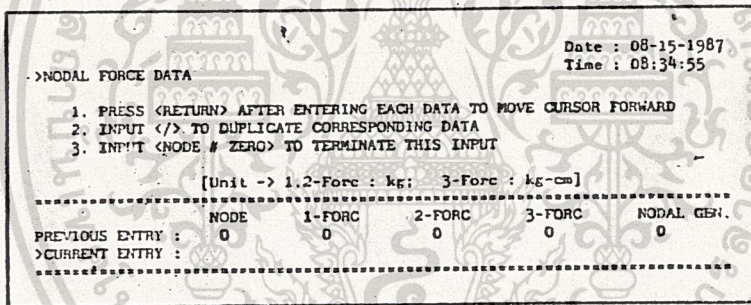 Date : 08-15-1987
Time : 08:34:55
>NODAL FORCE DATA
1. PRESS <RETURN> AFTER ENTERING EACH DATA TO MOVE CURSOR FORWARD
2. INPUT </> TO DUPLICATE CORRESPONDING DATA
3. INPUT <NODE # ZERO> TO TERMINATE THIS INPUT
[Unit -> 1,2-Forc : kg; 3-Forc : kg-cm]
NODE 1-FORC 2-FORC 3-FORC NODAL GEN.
PREVIOUS ENTRY : 0 0 0 0 0
>CURRENT ENTRY :